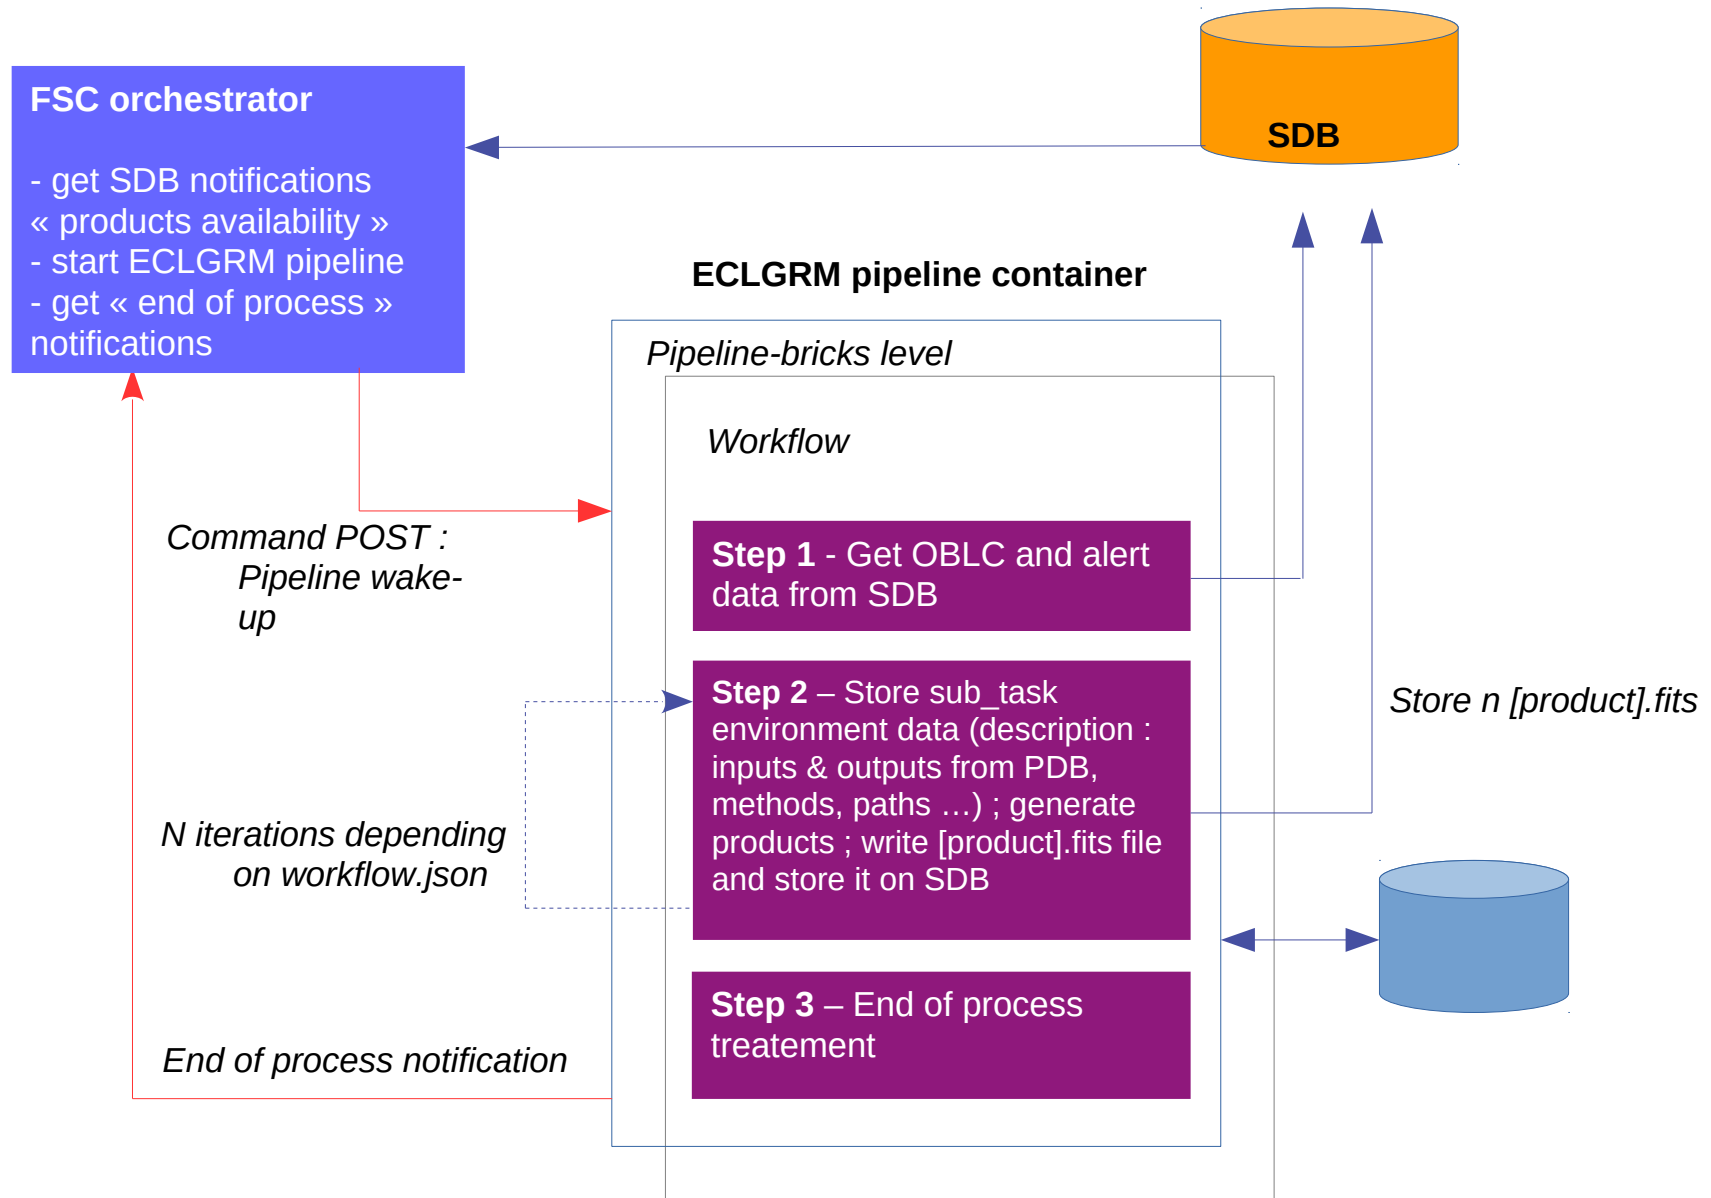 SDB
FSC orchestrator
- get SDB notifications
« products availability »
- start ECLGRM pipeline
- get « end of process »
notifications
ECLGRM pipeline container
Pipeline-bricks level
Workflow
Command POST :
Pipeline wake-
up
Step 1 - Get OBLC and alert
data from SDB
Step 2 – Store sub_task
environment data (description :
inputs & outputs from PDB,
methods, paths …) ; generate
products ; write [product].fits file
and store it on SDB
Store n [product].fits
N iterations depending
on workflow.json
Step 3 – End of process
treatement
End of process notification